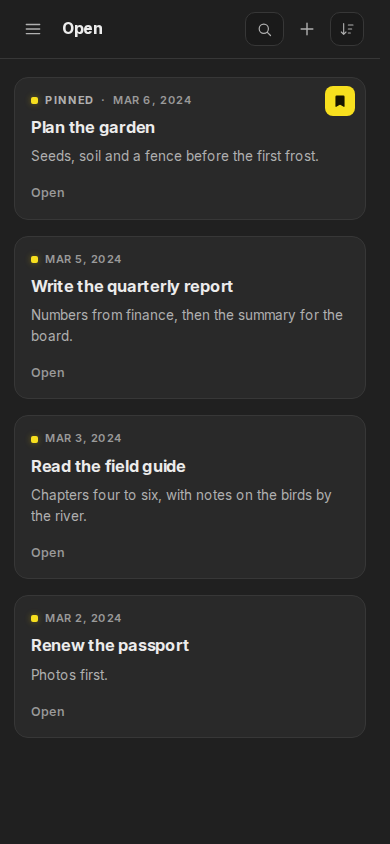 Open
PINNED · MAR 6, 2024
Plan the garden
Seeds, soil and a fence before the first frost.
Open
MAR 5, 2024
Write the quarterly report
Numbers from finance, then the summary for the
board.
Open
MAR 3, 2024
Read the field guide
Chapters four to six, with notes on the birds by
the river.
Open
MAR 2, 2024
Renew the passport
Photos first.
Open